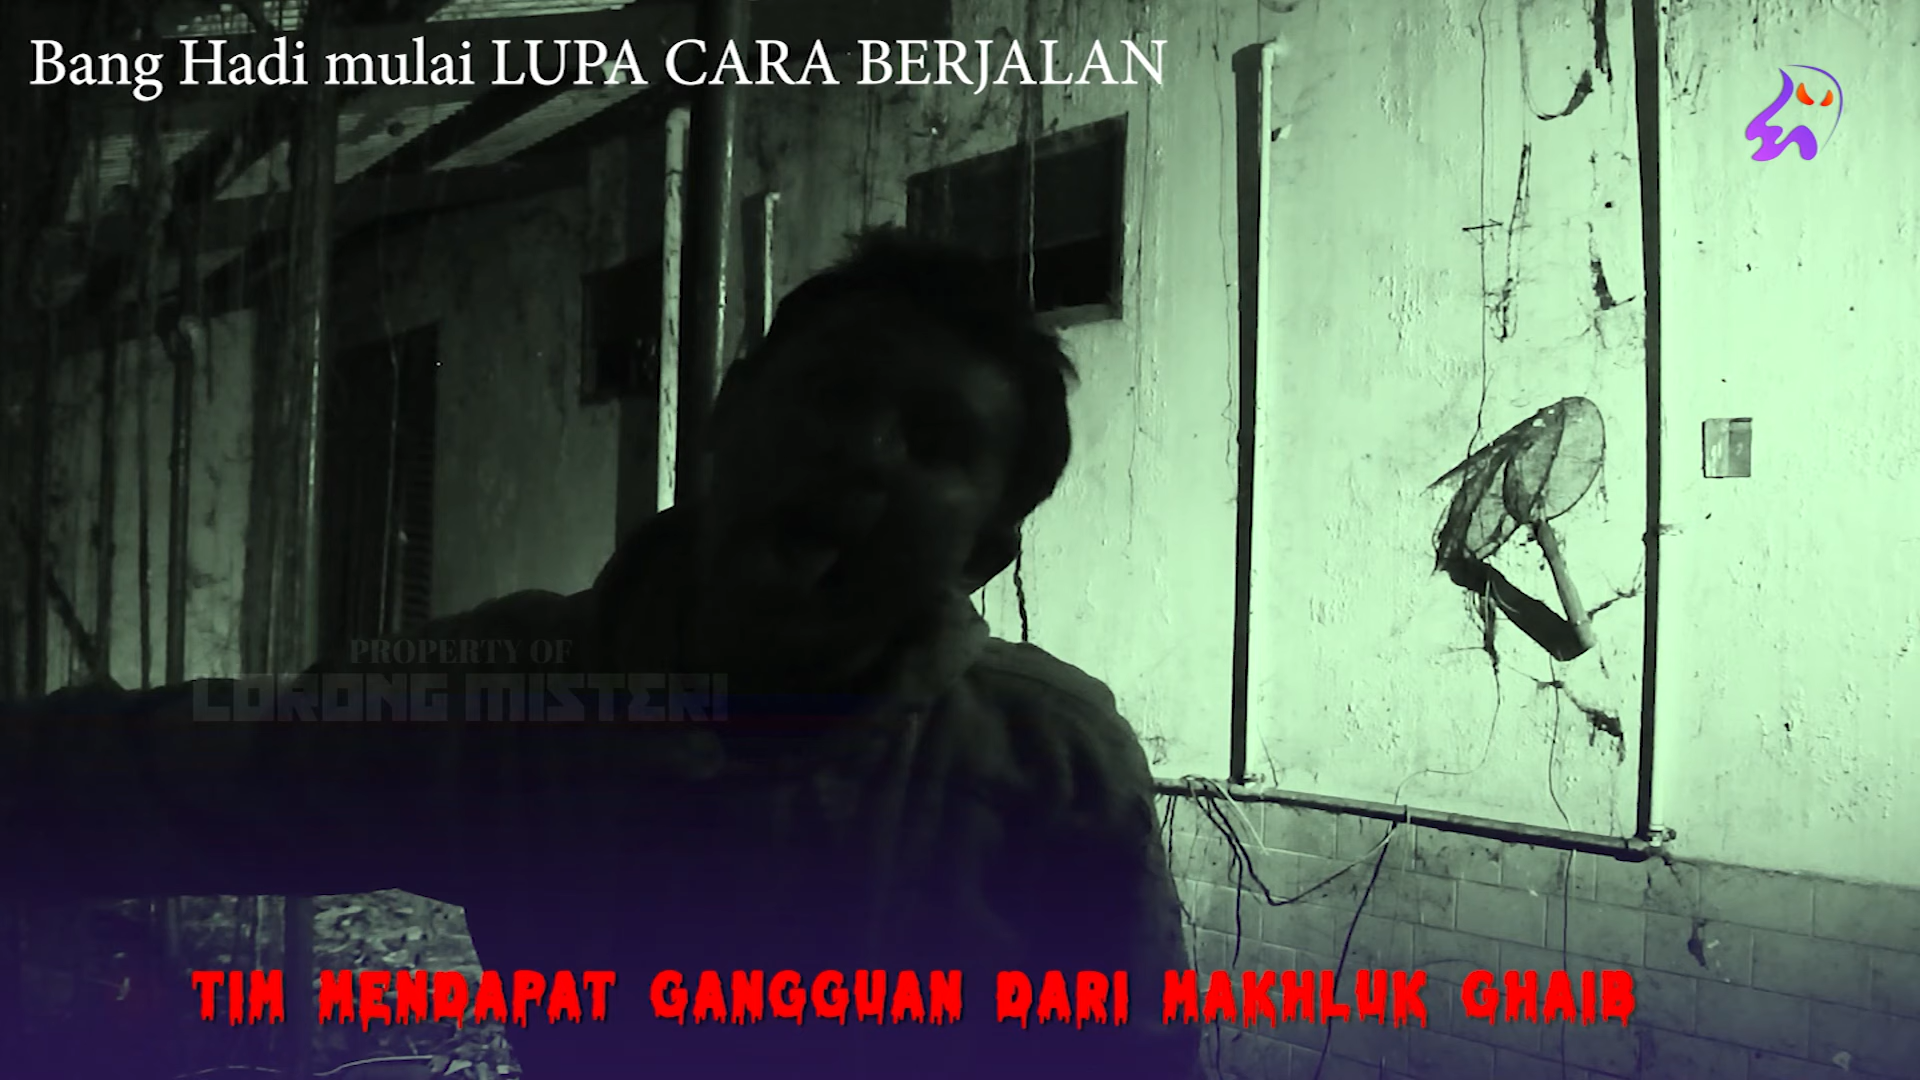 Bang Hadi mulai LUPA CARA BERJALAN
PROPERTY OF
LORONG MISTERI
TIM MENDAPAT GANGGUAN DARI MAKHLUK GHAIB